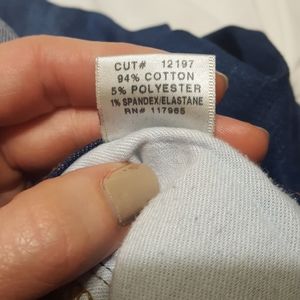 CUT# 12197
94% COTTON
5% POLYESTER
1% SPANDEX/ELASTANE
RN# 117965